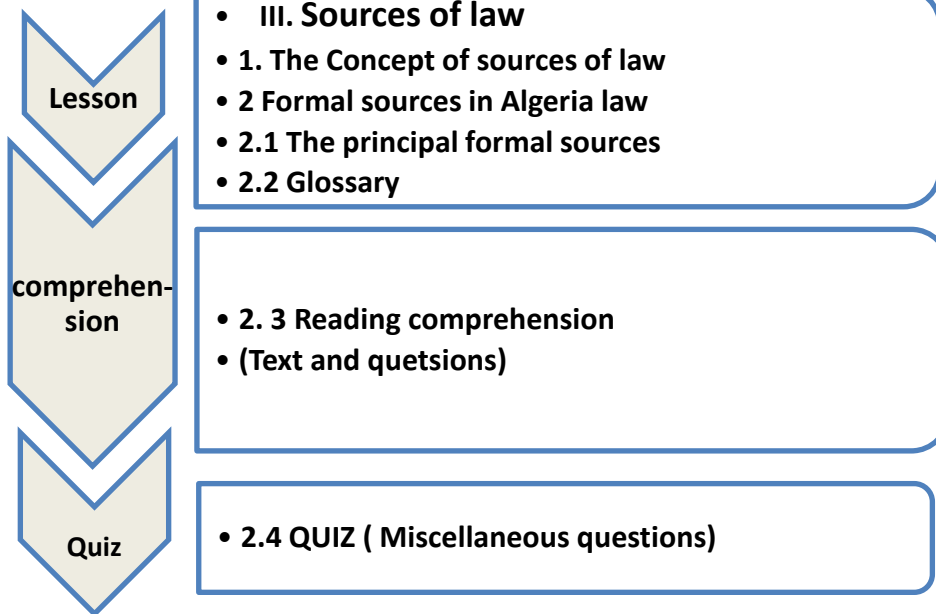 Lesson
• III. Sources of law
• 1. The Concept of sources of law
• 2 Formal sources in Algeria law
• 2.1 The principal formal sources
• 2.2 Glossary
comprehen-
sion
• 2. 3 Reading comprehension
• (Text and quetsions)
Quiz
• 2.4 QUIZ ( Miscellaneous questions)